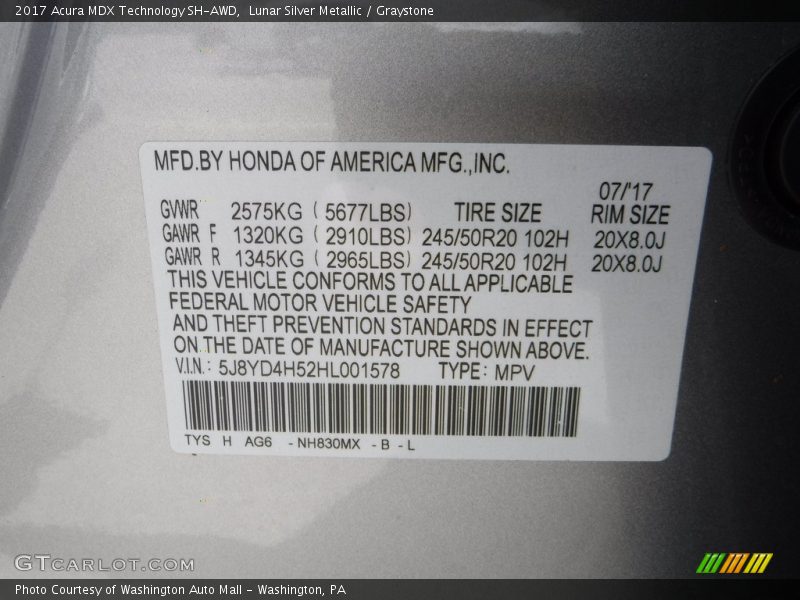 2017 Acura MDX Technology SH-AWD,  Lunar Silver Metallic / Graystone
MFD.BY HONDA OF AMERICA MFG.,INC.
07/'17
GVWR 2575KG ( 5677LBS) TIRE SIZE RIM SIZE
GAWR F 1320KG ( 2910LBS) 245/50R20 102H 20X8.0J
GAWR R 1345KG ( 2965LBS) 245/50R20 102H 20X8.0J
THIS VEHICLE CONFORMS TO ALL APPLICABLE
FEDERAL MOTOR VEHICLE SAFETY
AND THEFT PREVENTION STANDARDS IN EFFECT
ON THE DATE OF MANUFACTURE SHOWN ABOVE.
V.I.N.: 5J8YD4H52HL001578 TYPE: MPV
TYS H AG6 -NH830MX -B -L
GTCARLOT.COM
Photo Courtesy of Washington Auto Mall - Washington, PA